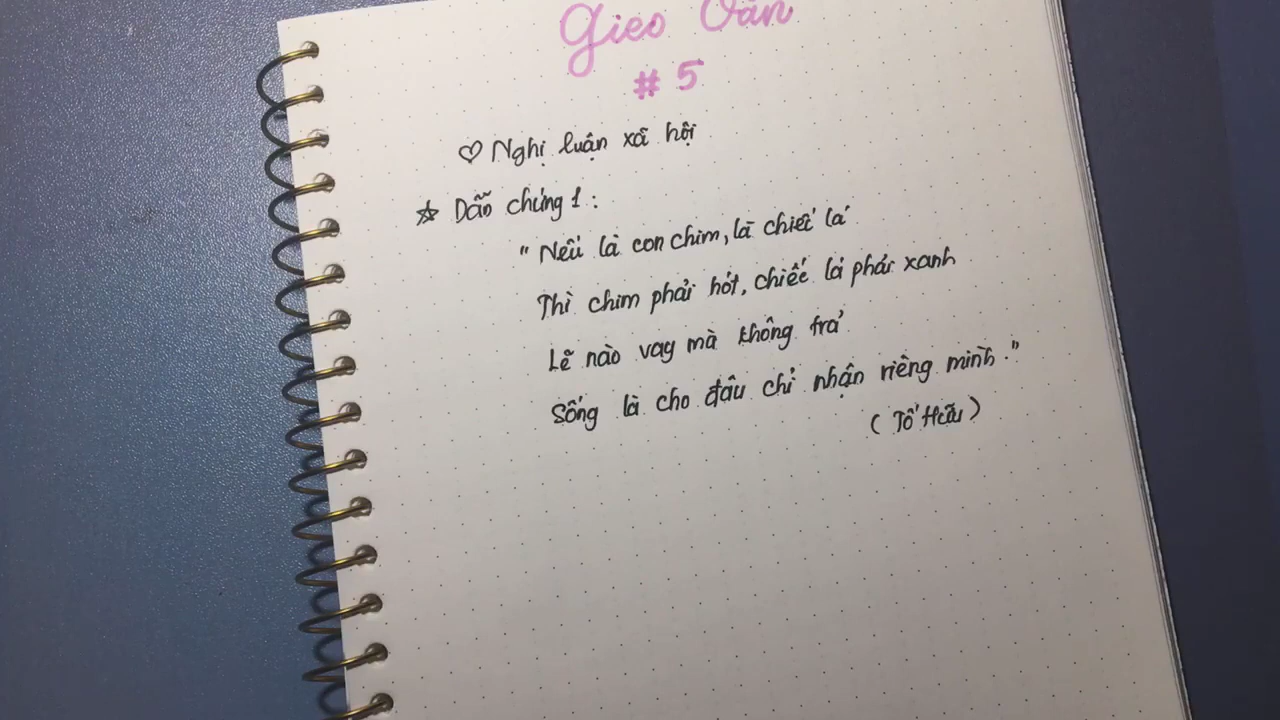 Gieo Vần
# 5
♡ Nghị luận xã hội
☆ Dẫn chứng 1 :
" Nếu là con chim, là chiếc lá
Thì chim phải hót, chiếc lá phải xanh
Lẽ nào vay mà không trả
Sống là cho đâu chỉ nhận riêng mình."
( Tố Hữu )